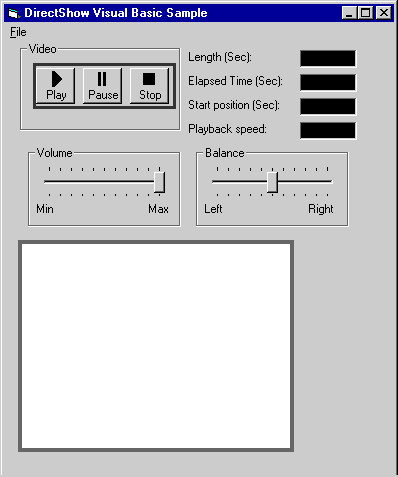 DirectShow Visual Basic Sample
File
Video
Play Pause Stop
Length (Sec):
Elapsed Time (Sec):
Start position (Sec):
Playback speed:
Volume
Min Max
Balance
Left Right